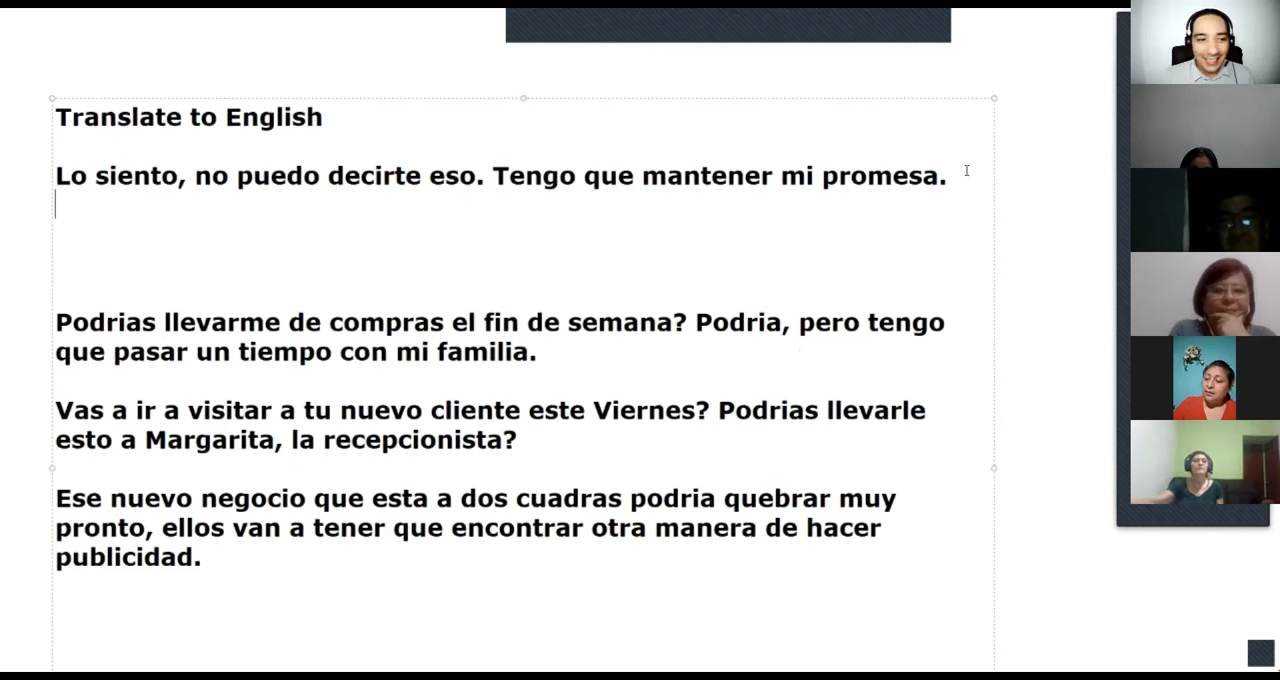 Translate to English
Lo siento, no puedo decirte eso. Tengo que mantener mi promesa.
Podrias llevarme de compras el fin de semana? Podria, pero tengo
que pasar un tiempo con mi familia.
Vas a ir a visitar a tu nuevo cliente este Viernes? Podrias llevarle
esto a Margarita, la recepcionista?
Ese nuevo negocio que esta a dos cuadras podria quebrar muy
pronto, ellos van a tener que encontrar otra manera de hacer
publicidad.